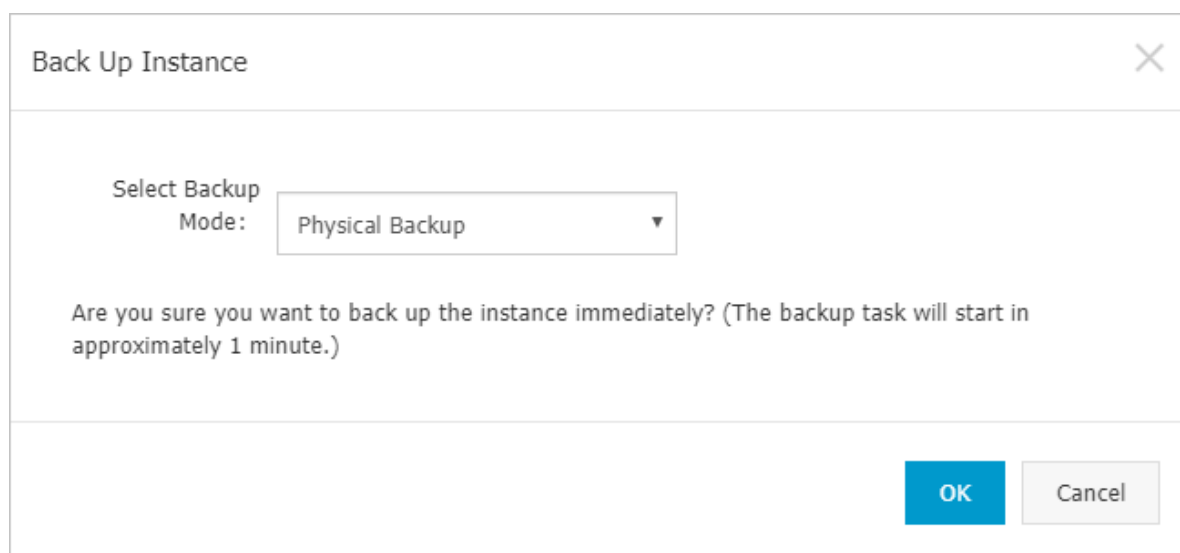 Back Up Instance
Select Backup
Mode:
Physical Backup
Are you sure you want to back up the instance immediately? (The backup task will start in
approximately 1 minute.)
OK
Cancel